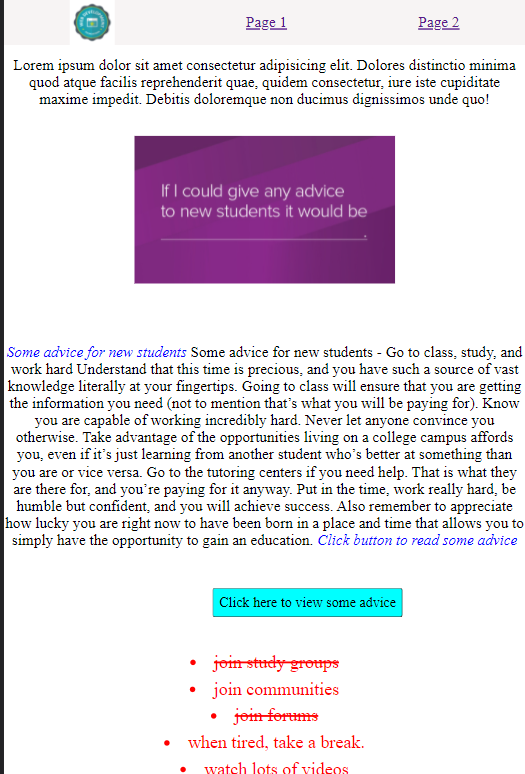 Page 1
Page 2
Lorem ipsum dolor sit amet consectetur adipisicing elit. Dolores distinctio minima
quod atque facilis reprehenderit quae, quidem consectetur, iure iste cupiditate
maxime impedit. Debitis doloremque non ducimus dignissimos unde quo!
If I could give any advice
to new students it would be
.
Some advice for new students Some advice for new students - Go to class, study, and
work hard Understand that this time is precious, and you have such a source of vast
knowledge literally at your fingertips. Going to class will ensure that you are getting
the information you need (not to mention that’s what you will be paying for). Know
you are capable of working incredibly hard. Never let anyone convince you
otherwise. Take advantage of the opportunities living on a college campus affords
you, even if it’s just learning from another student who’s better at something than
you are or vice versa. Go to the tutoring centers if you need help. That is what they
are there for, and you’re paying for it anyway. Put in the time, work really hard, be
humble but confident, and you will achieve success. Also remember to appreciate
how lucky you are right now to have been born in a place and time that allows you to
simply have the opportunity to gain an education. Click button to read some advice
Click here to view some advice
join study groups
join communities
join forums
when tired, take a break.
watch lots of videos